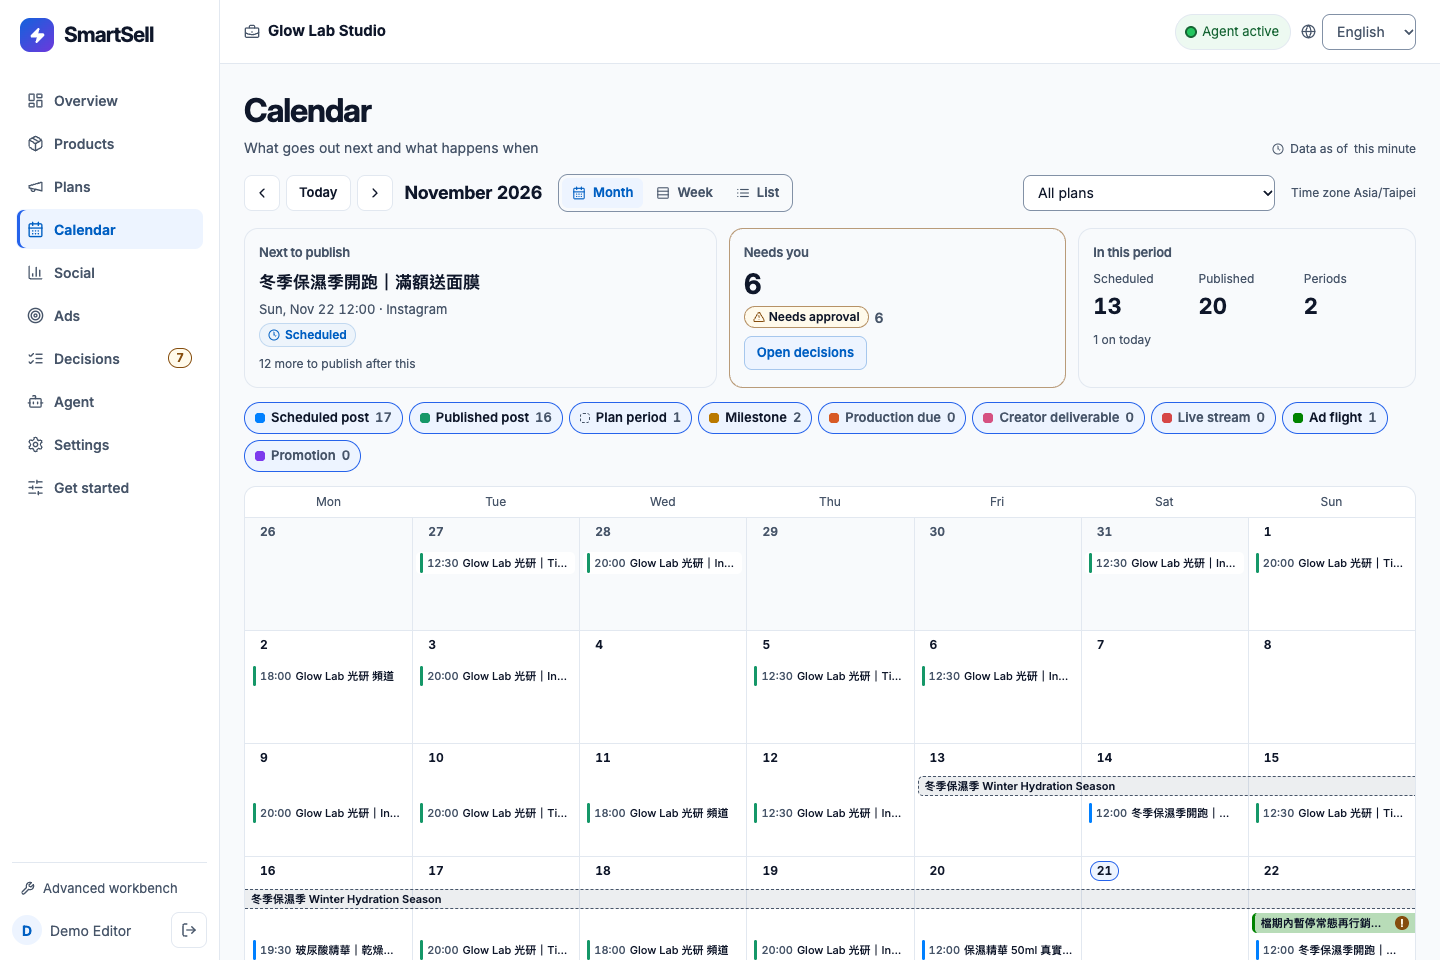 SmartSell
Glow Lab Studio
Agent active
English
Overview
Products
Plans
Calendar
Social
Ads
Decisions 7
Agent
Settings
Get started
Advanced workbench
D Demo Editor
Calendar
What goes out next and what happens when
Data as of this minute
Today
November 2026
Month
Week
List
All plans
Time zone Asia/Taipei
Next to publish
冬季保濕季開跑｜滿額送面膜
Sun, Nov 22 12:00 · Instagram
Scheduled
12 more to publish after this
Needs you
6
Needs approval 6
Open decisions
In this period
Scheduled Published Periods
13 20 2
1 on today
Scheduled post 17
Published post 16
Plan period 1
Milestone 2
Production due 0
Creator deliverable 0
Live stream 0
Ad flight 1
Promotion 0
Mon Tue Wed Thu Fri Sat Sun
26 27 28 29 30 31 1
12:30 Glow Lab 光研｜Ti...
20:00 Glow Lab 光研｜In...
12:30 Glow Lab 光研｜In...
20:00 Glow Lab 光研｜Ti...
2 3 4 5 6 7 8
18:00 Glow Lab 光研 頻道
20:00 Glow Lab 光研｜In...
12:30 Glow Lab 光研｜Ti...
12:30 Glow Lab 光研｜In...
9 10 11 12 13 14 15
冬季保濕季 Winter Hydration Season
20:00 Glow Lab 光研｜In...
20:00 Glow Lab 光研｜Ti...
18:00 Glow Lab 光研 頻道
12:30 Glow Lab 光研｜In...
12:00 冬季保濕季開跑｜...
12:30 Glow Lab 光研｜Ti...
16 17 18 19 20 21 22
冬季保濕季 Winter Hydration Season
檔期內暫停常態再行銷...
19:30 玻尿酸精華｜乾燥...
20:00 Glow Lab 光研｜Ti...
18:00 Glow Lab 光研 頻道
20:00 Glow Lab 光研｜In...
12:00 保濕精華 50ml 真實...
12:00 冬季保濕季開跑｜...